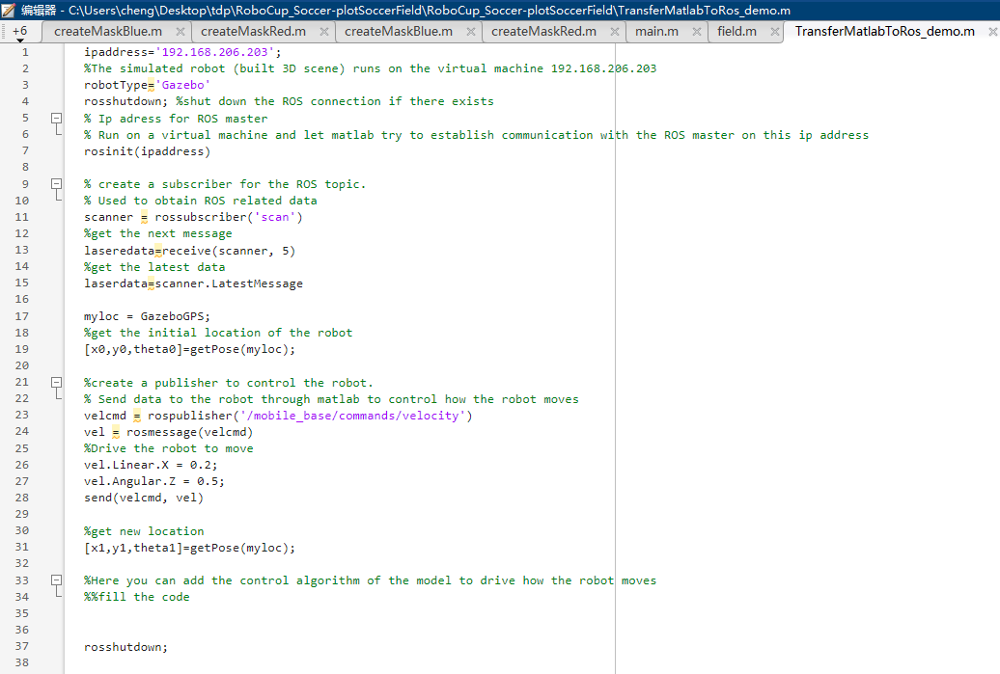 编辑器 - C:\Users\cheng\Desktop\tdp\RoboCup_Soccer-plotSoccerField\RoboCup_Soccer-plotSoccerField\TransferMatlabToRos_demo.m
+6 createMaskBlue.m createMaskRed.m createMaskBlue.m createMaskRed.m main.m field.m TransferMatlabToRos_demo.m
1 ipaddress='192.168.206.203';
2 %The simulated robot (built 3D scene) runs on the virtual machine 192.168.206.203
3 robotType='Gazebo'
4 rosshutdown; %shut down the ROS connection if there exists
5 % Ip adress for ROS master
6 % Run on a virtual machine and let matlab try to establish communication with the ROS master on this ip address
7 rosinit(ipaddress)
8
9 % create a subscriber for the ROS topic.
10 % Used to obtain ROS related data
11 scanner = rossubscriber('scan')
12 %get the next message
13 laseredata=receive(scanner, 5)
14 %get the latest data
15 laserdata=scanner.LatestMessage
16
17 myloc = GazeboGPS;
18 %get the initial location of the robot
19 [x0,y0,theta0]=getPose(myloc);
20
21 %create a publisher to control the robot.
22 % Send data to the robot through matlab to control how the robot moves
23 velcmd = rospublisher('/mobile_base/commands/velocity')
24 vel = rosmessage(velcmd)
25 %Drive the robot to move
26 vel.Linear.X = 0.2;
27 vel.Angular.Z = 0.5;
28 send(velcmd, vel)
29
30 %get new location
31 [x1,y1,theta1]=getPose(myloc);
32
33 %Here you can add the control algorithm of the model to drive how the robot moves
34 %%fill the code
35
36
37 rosshutdown;
38